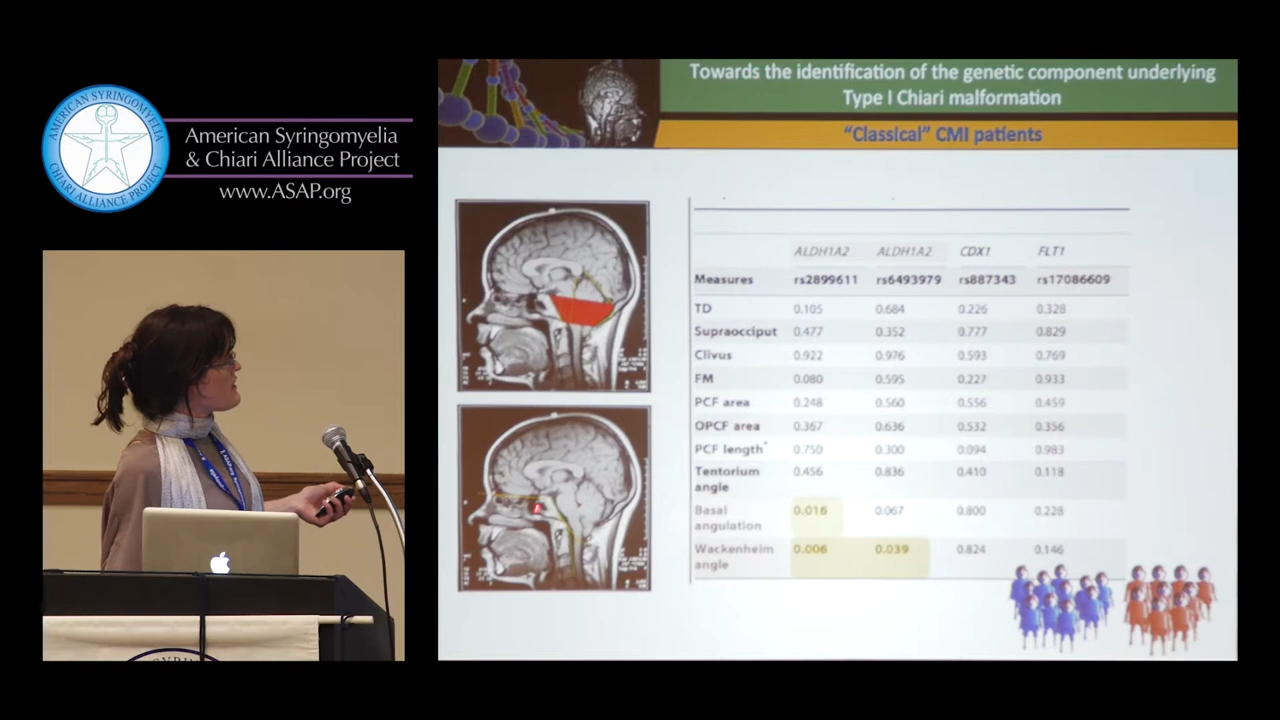 AMERICAN SYRINGOMYELIA
CHIARI ALLIANCE PROJECT
American Syringomyelia
& Chiari Alliance Project
www.ASAP.org
Towards the identification of the genetic component underlying
Type I Chiari malformation
“Classical” CMI patients
ALDH1A2 ALDH1A2 CDX1 FLT1
Measures rs2899611 rs6493979 rs887343 rs17086609
TD 0.105 0.684 0.226 0.328
Supraocciput 0.477 0.352 0.777 0.829
Clivus 0.922 0.976 0.593 0.769
FM 0.080 0.595 0.227 0.933
PCF area 0.248 0.560 0.556 0.459
OPCF area 0.367 0.636 0.532 0.356
PCF length* 0.750 0.300 0.094 0.983
Tentorium 0.456 0.836 0.410 0.118
angle
Basal 0.016 0.067 0.800 0.228
angulation
Wackenheim 0.006 0.039 0.824 0.146
angle